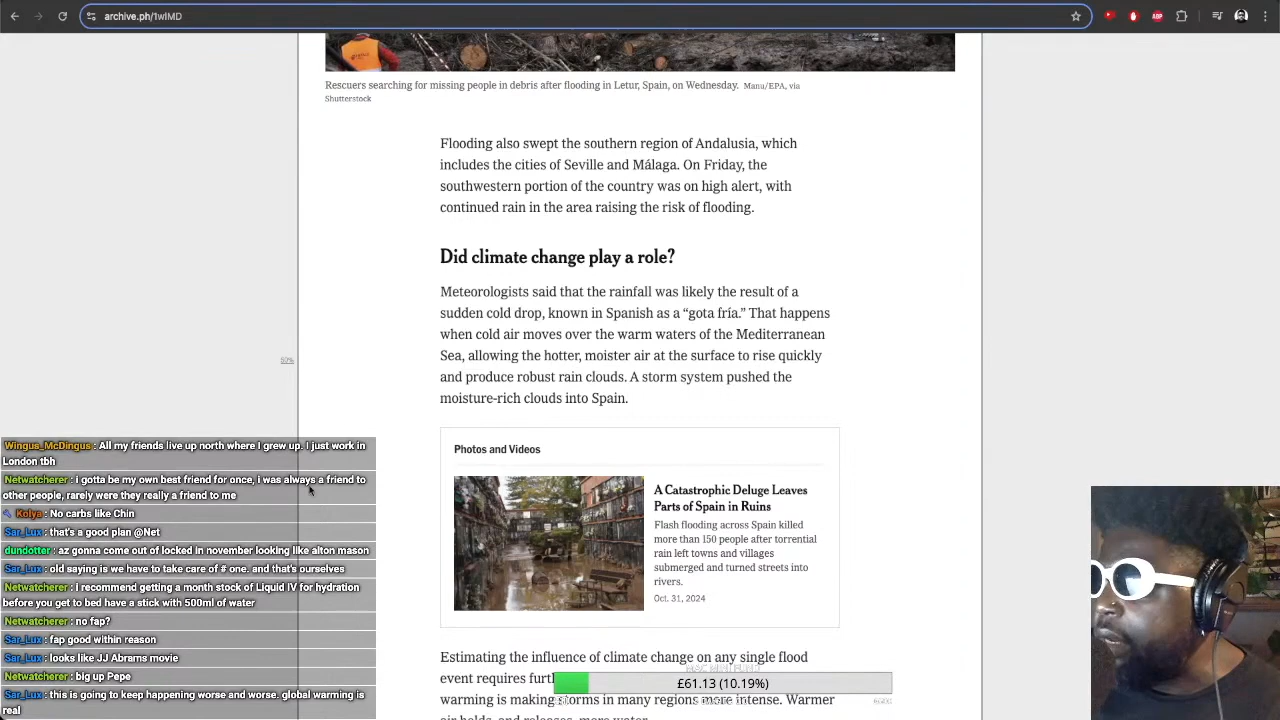 archive.ph/1wIMD
ABP
Rescuers searching for missing people in debris after flooding in Letur, Spain, on Wednesday. Manu/EPA, via
Shutterstock
Flooding also swept the southern region of Andalusia, which
includes the cities of Seville and Málaga. On Friday, the
southwestern portion of the country was on high alert, with
continued rain in the area raising the risk of flooding.
Did climate change play a role?
Meteorologists said that the rainfall was likely the result of a
sudden cold drop, known in Spanish as a “gota fría.” That happens
when cold air moves over the warm waters of the Mediterranean
Sea, allowing the hotter, moister air at the surface to rise quickly
and produce robust rain clouds. A storm system pushed the
moisture-rich clouds into Spain.
50%
Photos and Videos
A Catastrophic Deluge Leaves
Parts of Spain in Ruins
Flash flooding across Spain killed
more than 150 people after torrential
rain left towns and villages
submerged and turned streets into
rivers.
Oct. 31, 2024
Estimating the influence of climate change on any single flood
event requires furt
warming is making storms in many regions more intense. Warmer
air holds, and releases, more water.
Wingus_McDingus : All my friends live up north where I grew up. I just work in
London tbh
Netwatcherer : i gotta be my own best friend for once, i was always a friend to
other people, rarely were they really a friend to me
Kolya : No carbs like Chin
Sar_Lux : that's a good plan @Net
dundotter : az gonna come out of locked in november looking like alton mason
Sar_Lux : old saying is we have to take care of # one. and that's ourselves
Netwatcherer : i recommend getting a month stock of Liquid IV for hydration
before you get to bed have a stick with 500ml of water
Netwatcherer : no fap?
Sar_Lux : fap good within reason
Sar_Lux : looks like JJ Abrams movie
Netwatcherer : big up Pepe
Sar_Lux : this is going to keep happening worse and worse. global warming is
real
£61.13 (10.19%)